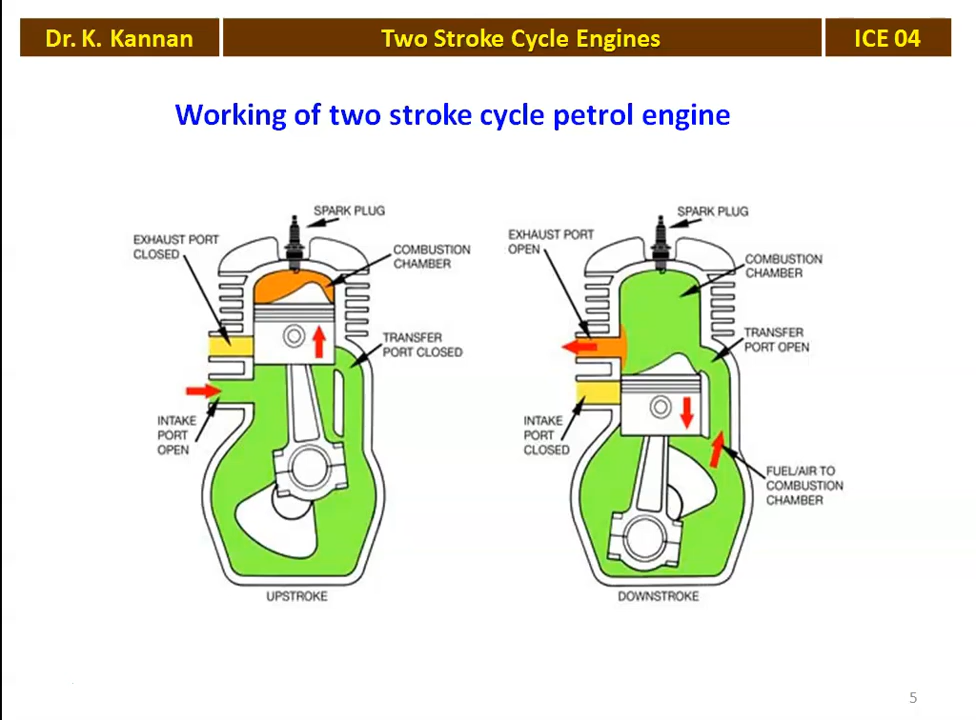 Dr. K. Kannan
Two Stroke Cycle Engines
ICE 04
Working of two stroke cycle petrol engine
SPARK PLUG
EXHAUST PORT
CLOSED
COMBUSTION
CHAMBER
TRANSFER
PORT CLOSED
INTAKE
PORT
OPEN
UPSTROKE
SPARK PLUG
EXHAUST PORT
OPEN
COMBUSTION
CHAMBER
TRANSFER
PORT OPEN
INTAKE
PORT
CLOSED
FUEL/AIR TO
COMBUSTION
CHAMBER
DOWNSTROKE
5